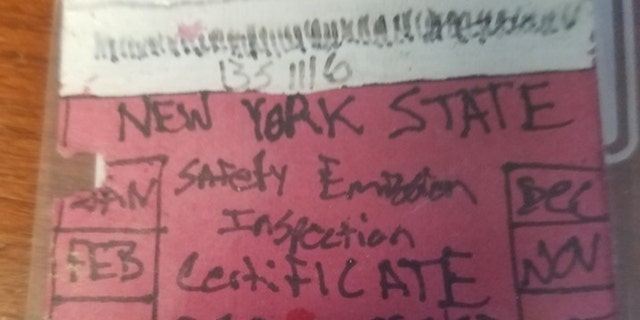 135 1116
NEW YORK STATE
JAN Safety Emission DEC
Inspection
FEB CertifICATE NOV